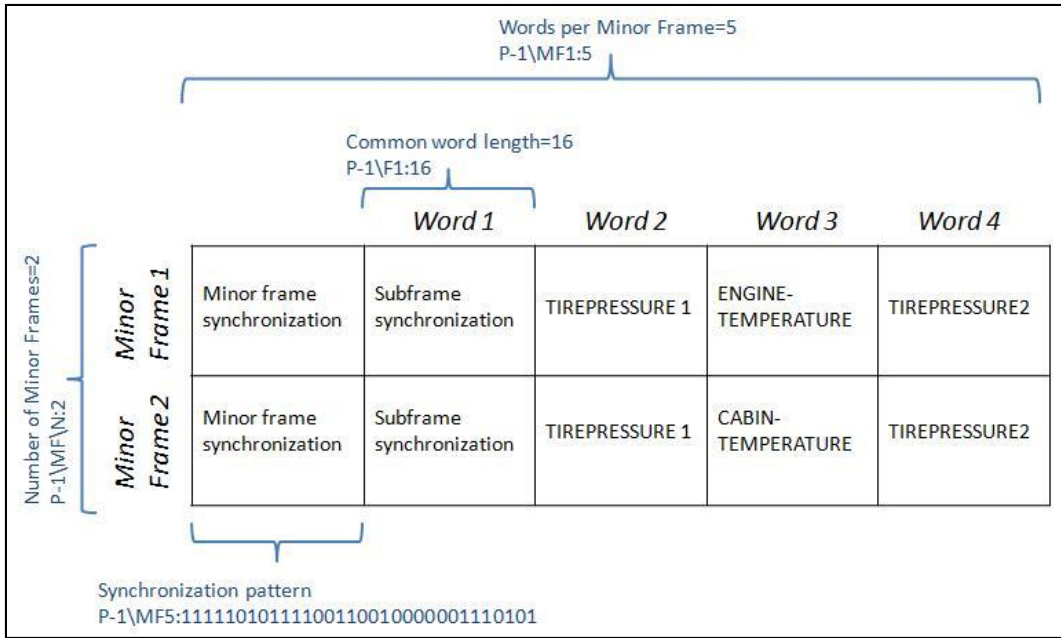 Words per Minor Frame=5
P-1\MF1:5
Common word length=16
P-1\F1:16
Word 1 Word 2 Word 3 Word 4
Number of Minor Frames=2
P-1\MF\N:2
Minor
Frame 1
Minor frame
synchronization
Subframe
synchronization
TIREPRESSURE 1
ENGINE-
TEMPERATURE
TIREPRESSURE2
Minor
Frame 2
Minor frame
synchronization
Subframe
synchronization
TIREPRESSURE 1
CABIN-
TEMPERATURE
TIREPRESSURE2
Synchronization pattern
P-1\MF5:11111010111100110010000001110101